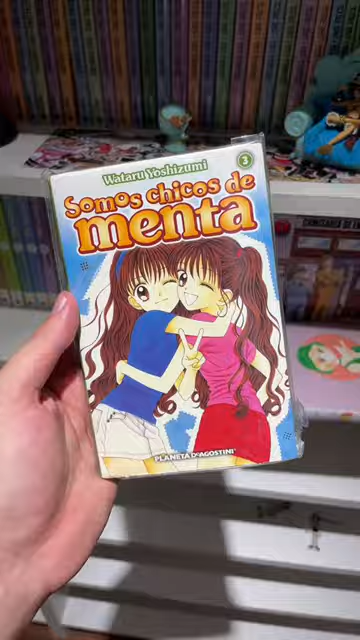 Wataru Yoshizumi
3
Somos chicos de
menta
PLANETA DEAGOSTINI